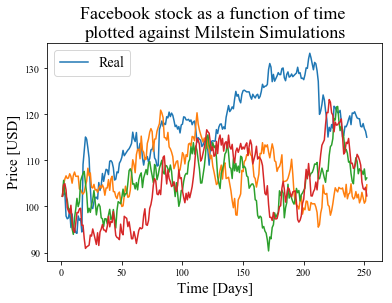 Facebook stock as a function of time
plotted against Milstein Simulations
Real
Price [USD]
130
120
110
100
90
0 50 100 150 200 250
Time [Days]